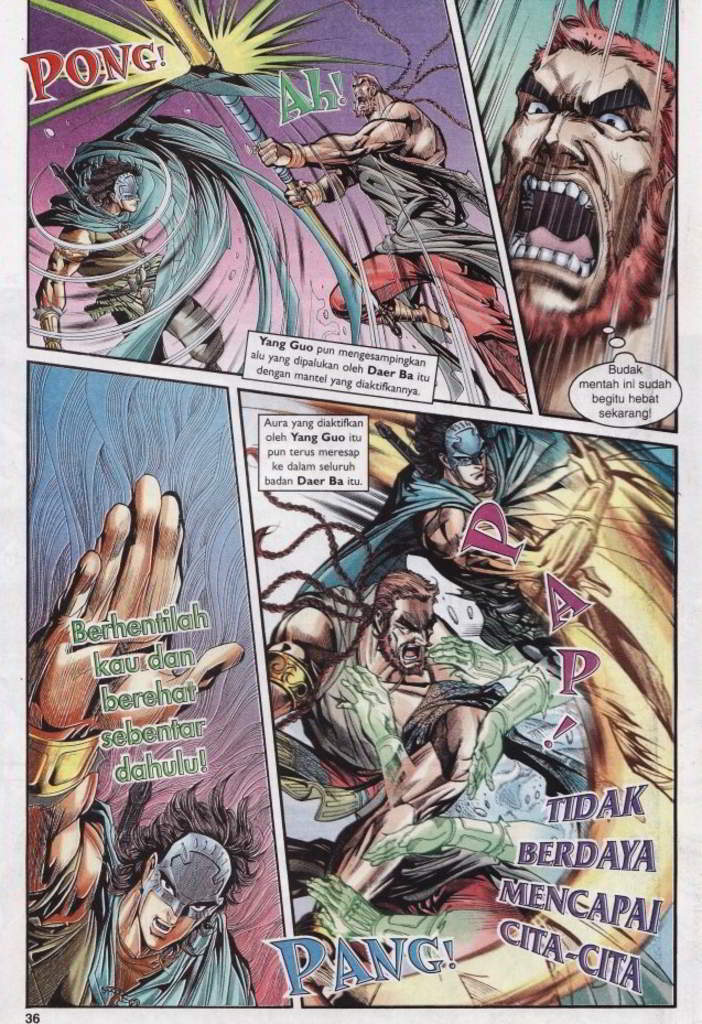 PONG!
Ah!
Yang Guo pun mengesampingkan
alu yang dipalukan oleh Daer Ba itu
dengan mantel yang diaktifkannya.
Budak
mentah ini sudah
begitu hebat
sekarang!
Berhentilah
kau dan
berehat
sebentar
dahulu!
Aura yang diaktifkan
oleh Yang Guo itu
pun terus meresap
ke dalam seluruh
badan Daer Ba itu.
PAP!
TIDAK
BERDAYA
MENCAPAI
CITA-CITA
PANG!
36